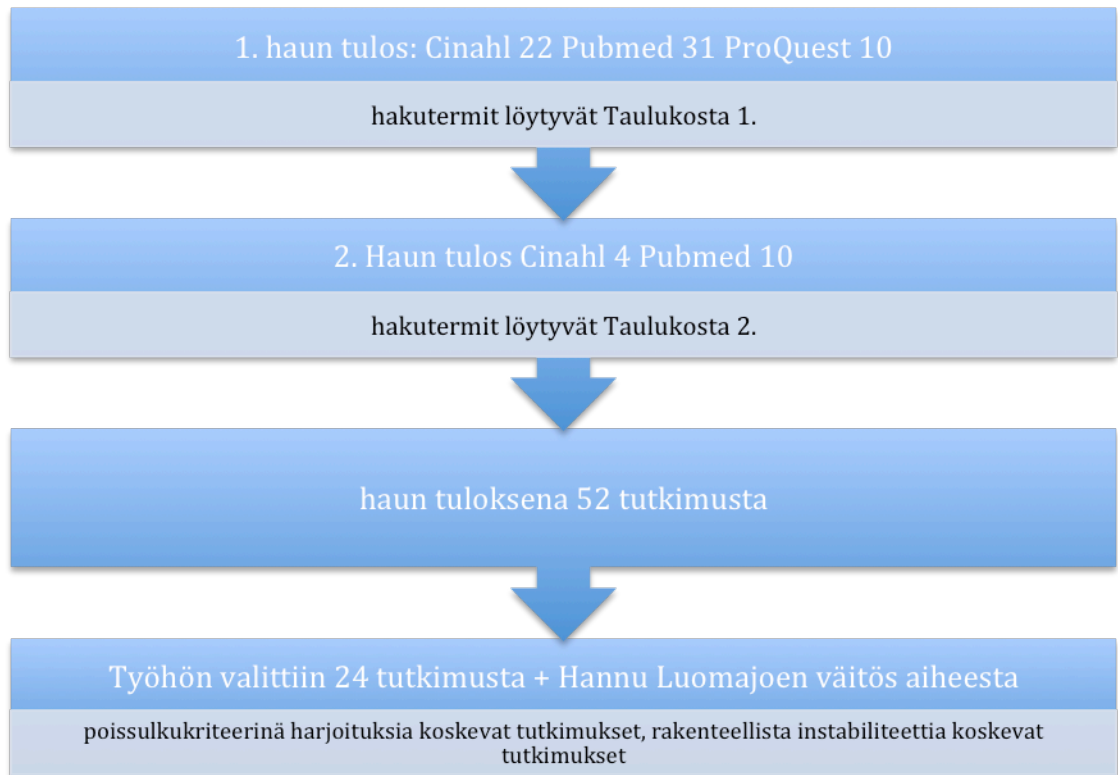 1. haun tulos: Cinahl 22 Pubmed 31 ProQuest 10
hakutermit löytyvät Taulukosta 1.
2. Haun tulos Cinahl 4 Pubmed 10
hakutermit löytyvät Taulukosta 2.
haun tuloksena 52 tutkimusta
Työhön valittiin 24 tutkimusta + Hannu Luomajoen väitös aiheesta
poissulkukriteerinä harjoituksia koskevat tutkimukset, rakenteellista instabiliteettia koskevat
tutkimukset